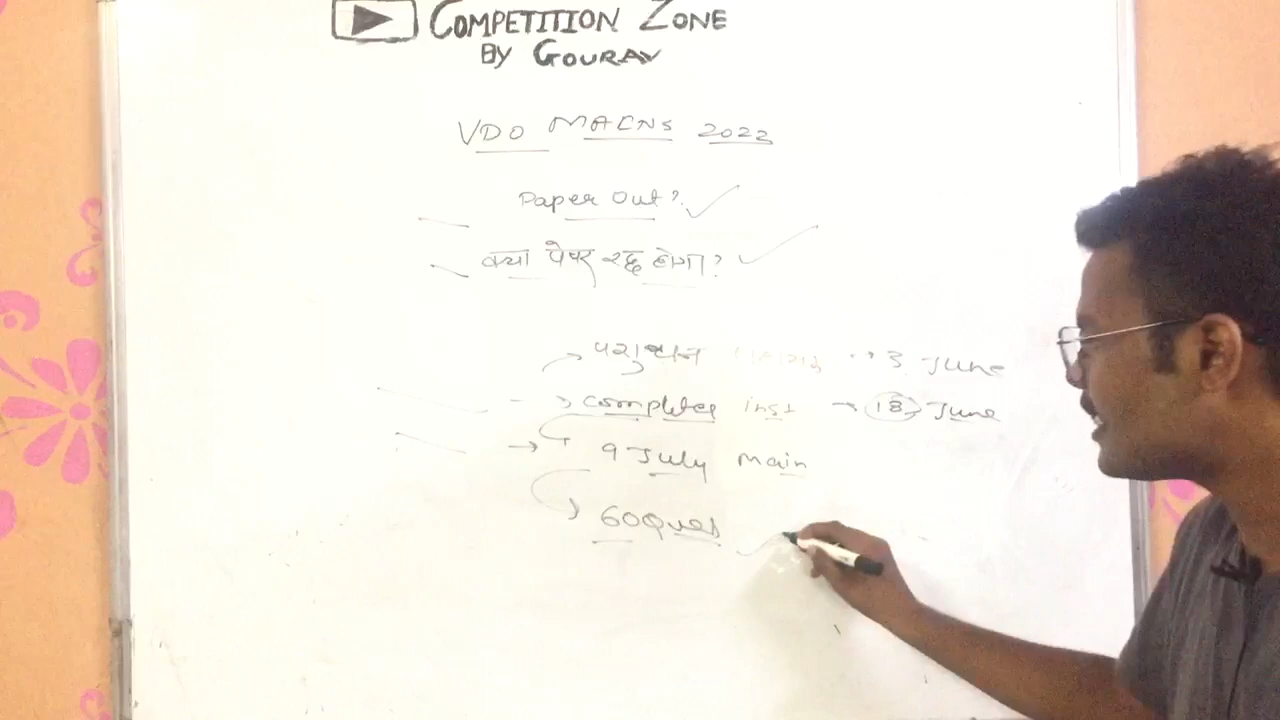 COMPETITION ZONE
BY GOURAV
VDO MAINS 2022
Paper Out?
क्या पेपर रद्द होगा?
3 June
Complete inst → 18 June
→ 9 July main
60 Ques